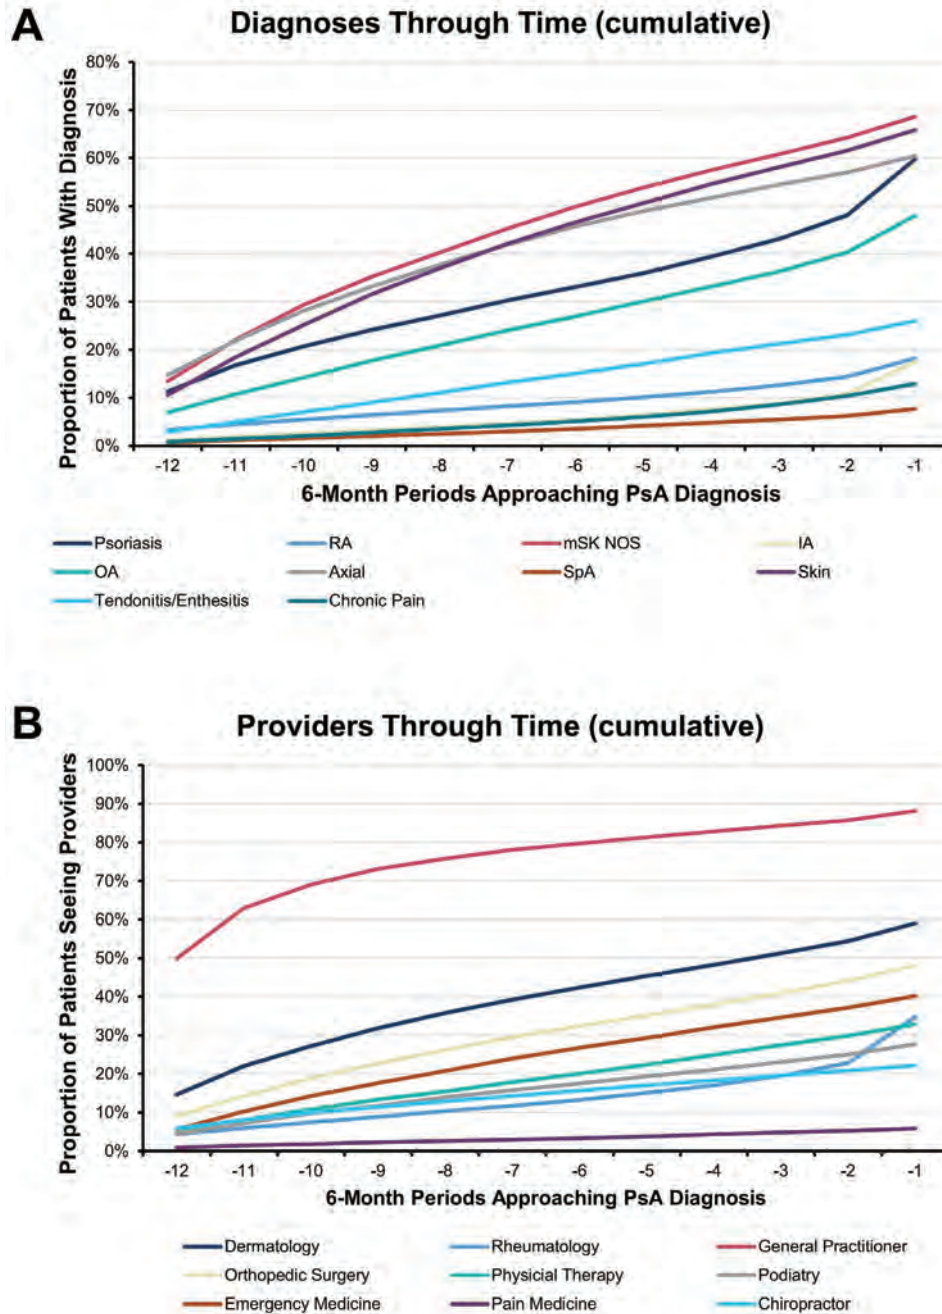 A
Diagnoses Through Time (cumulative)
Proportion of Patients With Diagnosis
80%
70%
60%
50%
40%
30%
20%
10%
0%
-12 -11 -10 -9 -8 -7 -6 -5 -4 -3 -2 -1
6-Month Periods Approaching PsA Diagnosis
Psoriasis RA mSK NOS IA
OA Axial SpA Skin
Tendonitis/Enthesitis Chronic Pain
B
Providers Through Time (cumulative)
Proportion of Patients Seeing Providers
100%
90%
80%
70%
60%
50%
40%
30%
20%
10%
0%
-12 -11 -10 -9 -8 -7 -6 -5 -4 -3 -2 -1
6-Month Periods Approaching PsA Diagnosis
Dermatology Rheumatology General Practitioner
Orthopedic Surgery Physicial Therapy Podiatry
Emergency Medicine Pain Medicine Chiropractor